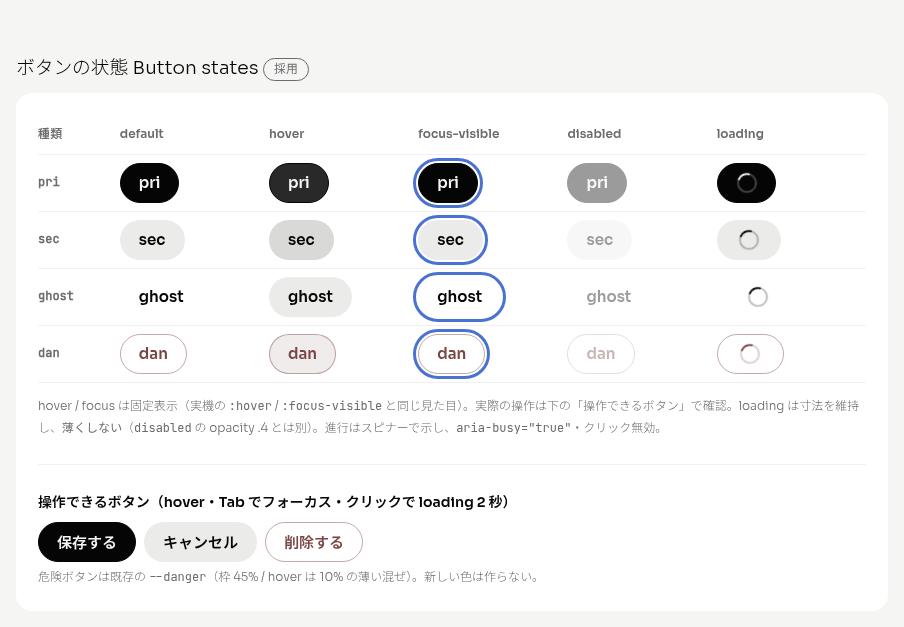 ボタンの状態 Button states 採用
種類 default hover focus-visible disabled loading
pri pri pri pri pri
sec sec sec sec sec
ghost ghost ghost ghost ghost
dan dan dan dan dan
hover / focus は固定表示（実機の :hover / :focus-visible と同じ見た目）。実際の操作は下の「操作できるボタン」で確認。loading は寸法を維持
し、薄くしない（disabled の opacity .4 とは別）。進行はスピナーで示し、aria-busy="true"・クリック無効。
操作できるボタン（hover・Tab でフォーカス・クリックで loading 2 秒）
保存する キャンセル 削除する
危険ボタンは既存の --danger（枠 45% / hover は 10% の薄い混ぜ）。新しい色は作らない。